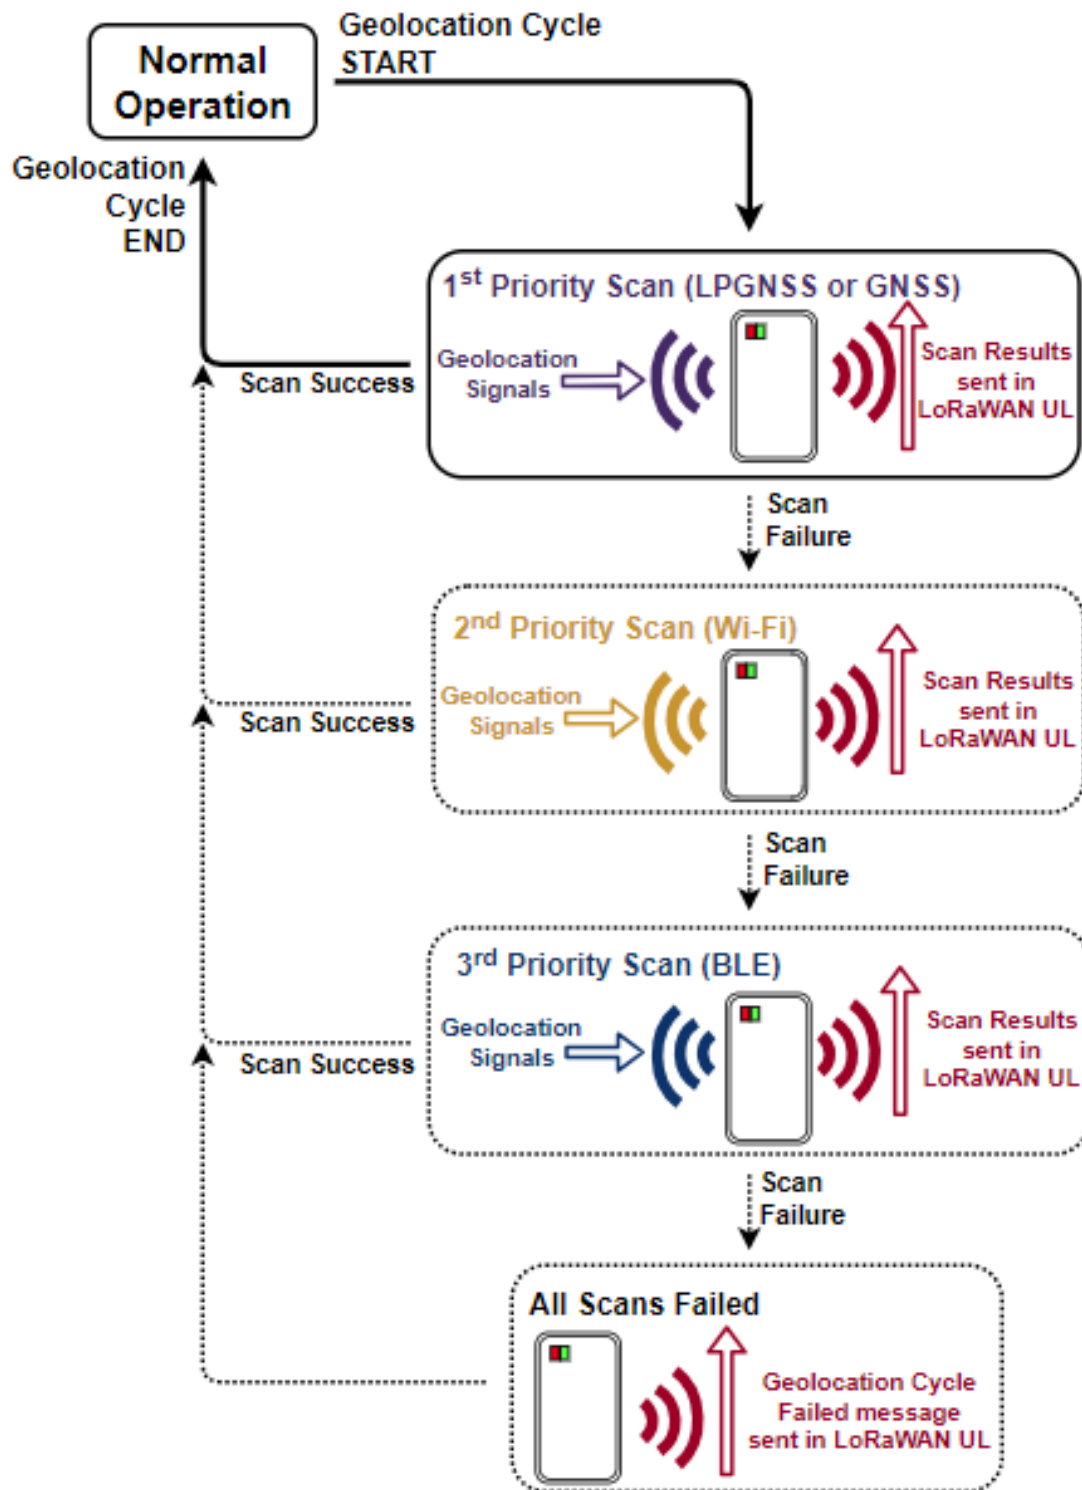 Normal
Operation
Geolocation Cycle
START
Geolocation
Cycle
END
1st Priority Scan (LPGNSS or GNSS)
Geolocation
Signals
Scan Results
sent in
LoRaWAN UL
Scan Success
Scan
Failure
2nd Priority Scan (Wi-Fi)
Geolocation
Signals
Scan Results
sent in
LoRaWAN UL
Scan Success
Scan
Failure
3rd Priority Scan (BLE)
Geolocation
Signals
Scan Results
sent in
LoRaWAN UL
Scan Success
Scan
Failure
All Scans Failed
Geolocation Cycle
Failed message
sent in LoRaWAN UL